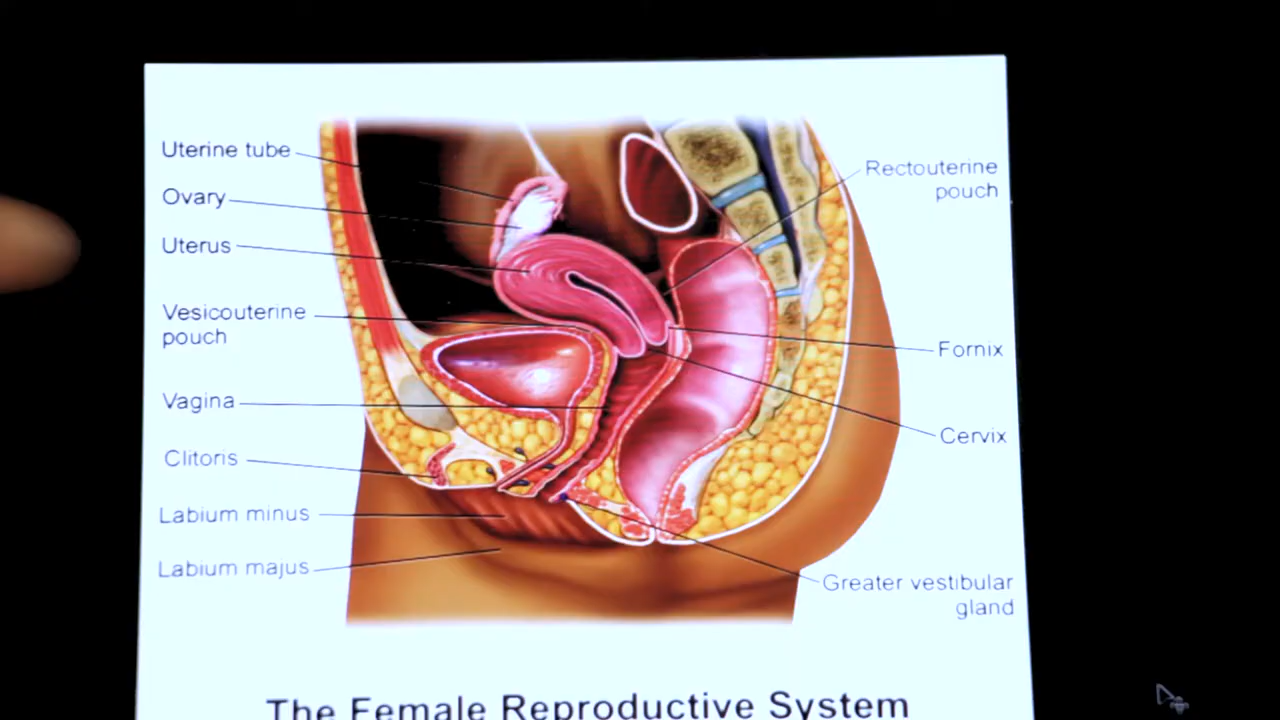 Uterine tube
Ovary
Uterus
Vesicouterine
pouch
Vagina
Clitoris
Labium minus
Labium majus
Rectouterine
pouch
Fornix
Cervix
Greater vestibular
gland
The Female Reproductive System